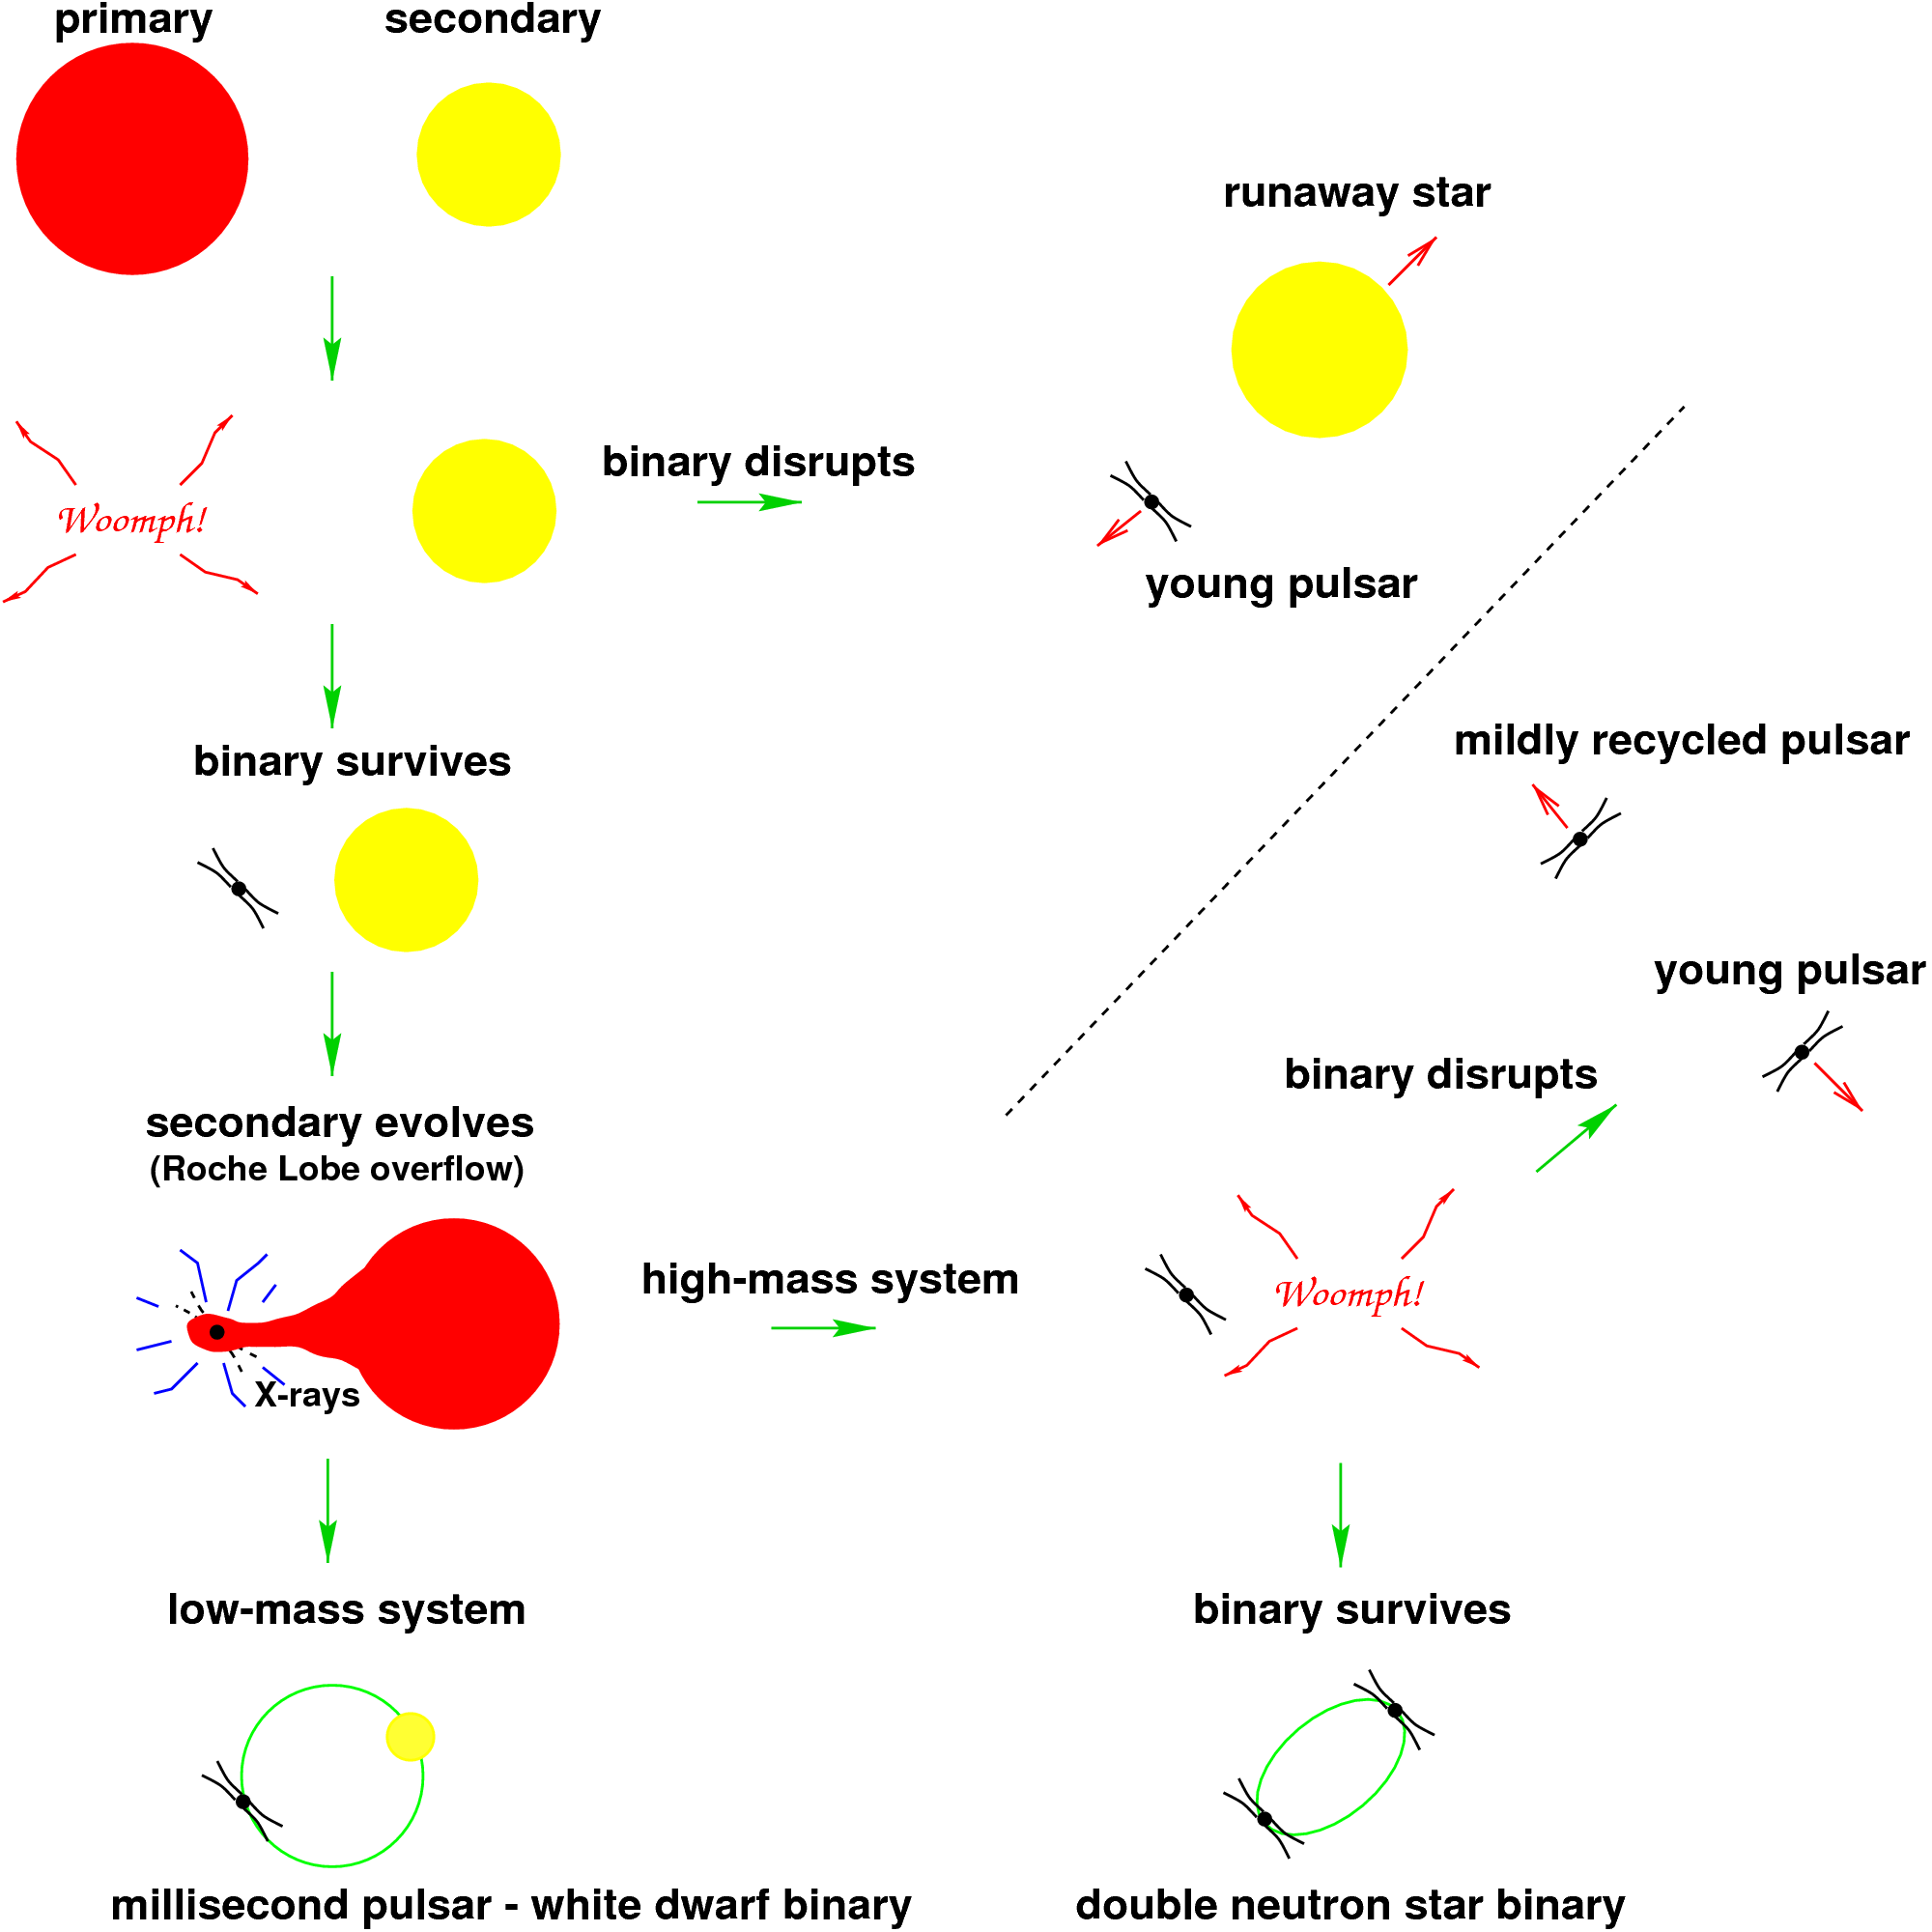 primary
secondary
runaway star
Woomph!
binary disrupts
young pulsar
binary survives
mildly recycled pulsar
young pulsar
binary disrupts
secondary evolves
(Roche Lobe overflow)
X-rays
high-mass system
Woomph!
low-mass system
binary survives
millisecond pulsar - white dwarf binary
double neutron star binary